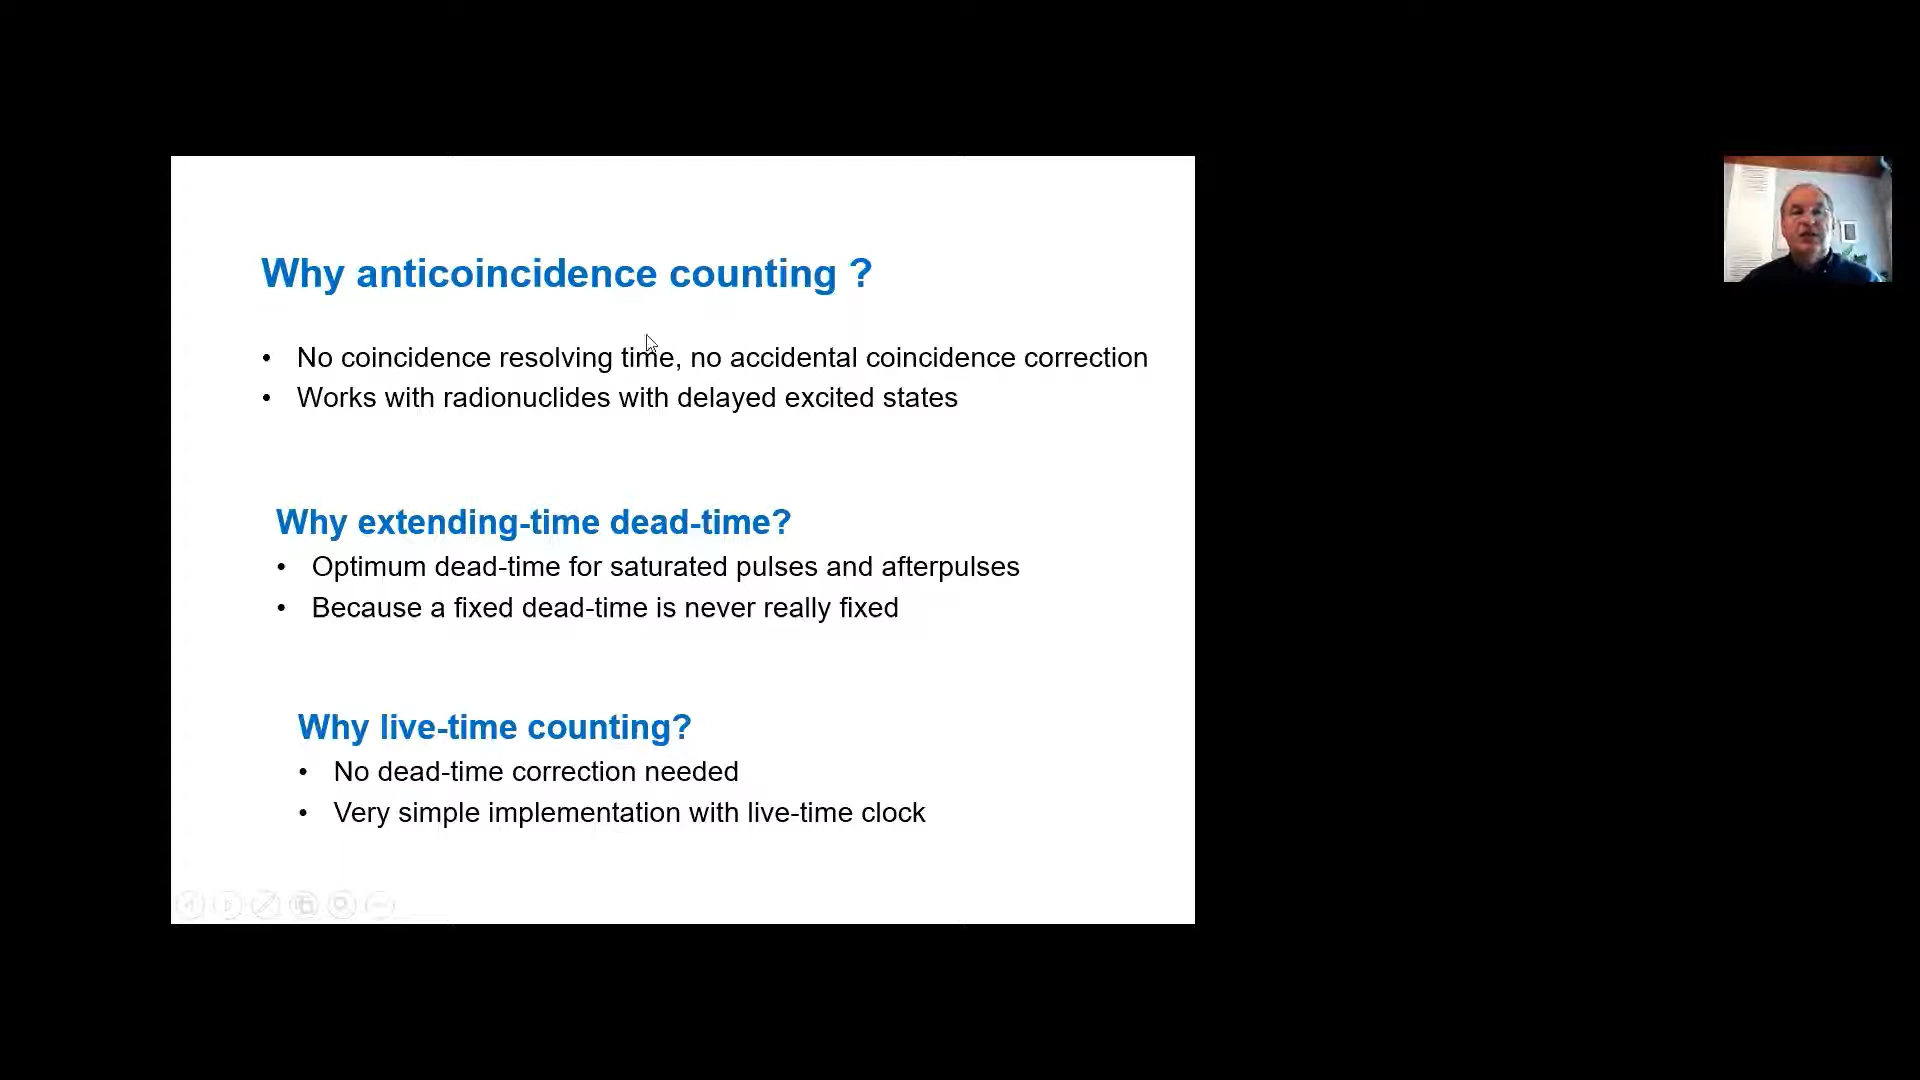 Why anticoincidence counting ?
• No coincidence resolving time, no accidental coincidence correction
• Works with radionuclides with delayed excited states
Why extending-time dead-time?
• Optimum dead-time for saturated pulses and afterpulses
• Because a fixed dead-time is never really fixed
Why live-time counting?
• No dead-time correction needed
• Very simple implementation with live-time clock